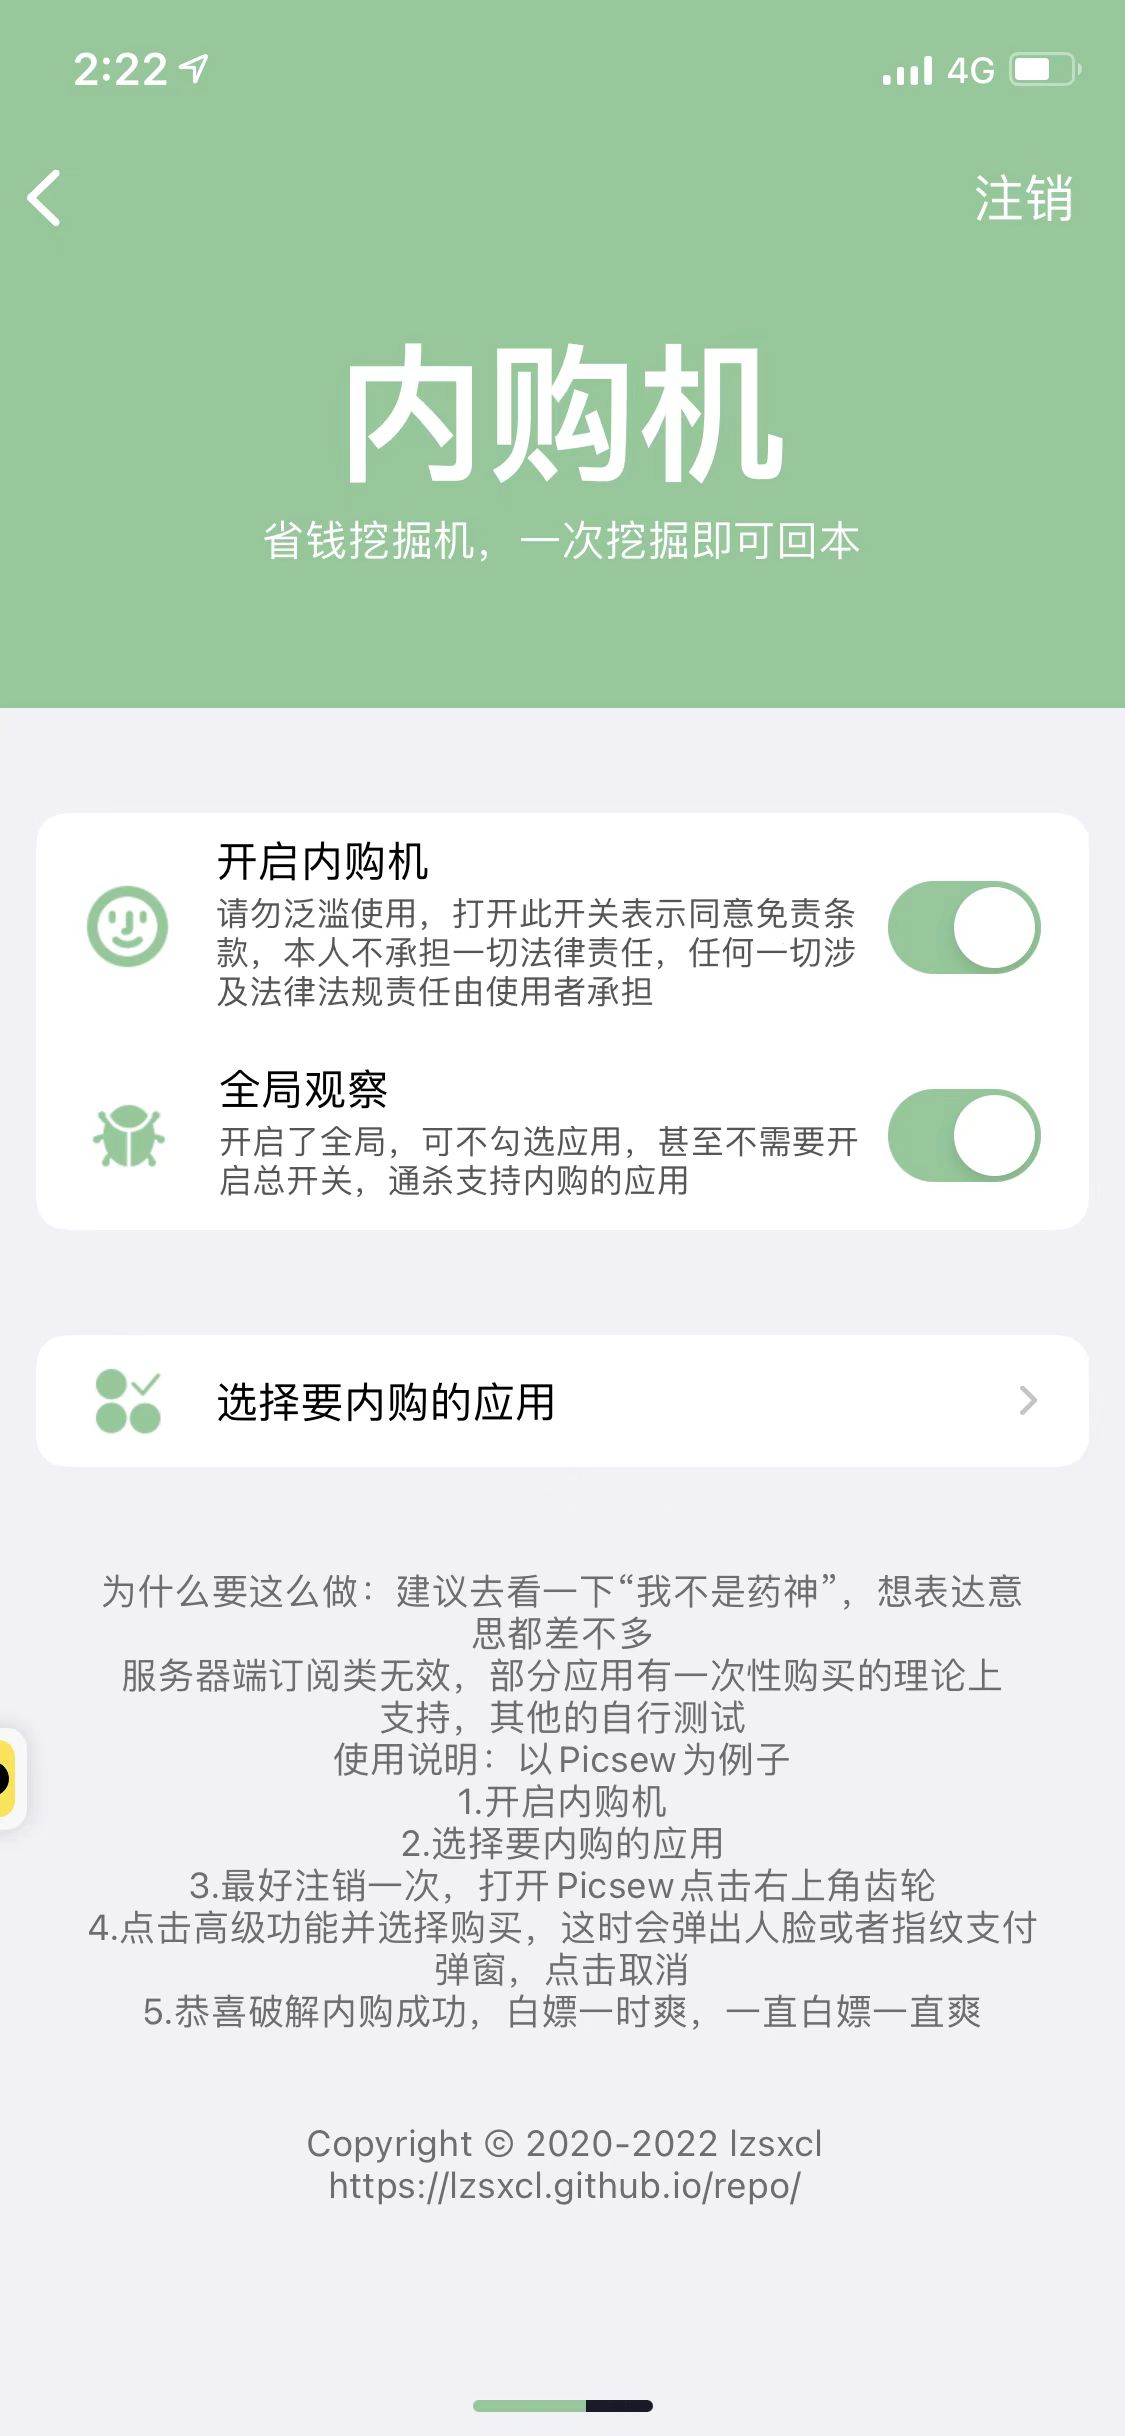 2:22
4G
注销
内购机
省钱挖掘机，一次挖掘即可回本
开启内购机
请勿泛滥使用，打开此开关表示同意免责条
款，本人不承担一切法律责任，任何一切涉
及法律法规责任由使用者承担
全局观察
开启了全局，可不勾选应用，甚至不需要开
启总开关，通杀支持内购的应用
选择要内购的应用
为什么要这么做：建议去看一下“我不是药神”，想表达意
思都差不多
服务器端订阅类无效，部分应用有一次性购买的理论上
支持，其他的自行测试
使用说明：以Picsew为例子
1.开启内购机
2.选择要内购的应用
3.最好注销一次，打开Picsew点击右上角齿轮
4.点击高级功能并选择购买，这时会弹出人脸或者指纹支付
弹窗，点击取消
5.恭喜破解内购成功，白嫖一时爽，一直白嫖一直爽
Copyright © 2020-2022 lzsxcl
https://lzsxcl.github.io/repo/